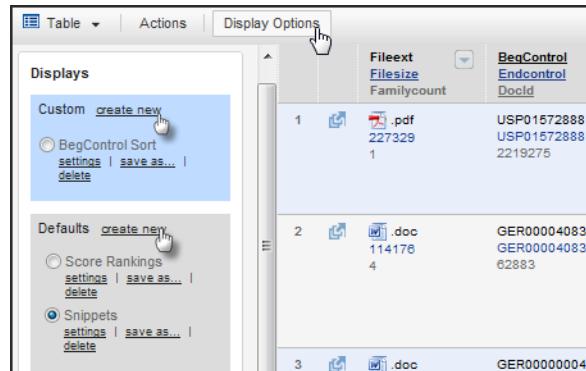 Table Actions Display Options
Displays
Custom create new
BegControl Sort
settings | save as... |
delete
Defaults create new
Score Rankings
settings | save as... |
delete
Snippets
settings | save as... |
delete
Fileext BegControl
Filesize Endcontrol
Familycount DocId
1 .pdf USP01572888
227329 USP01572888
1 2219275
2 .doc GER00004083
114176 GER00004083
4 62883
3 .doc GER00000004